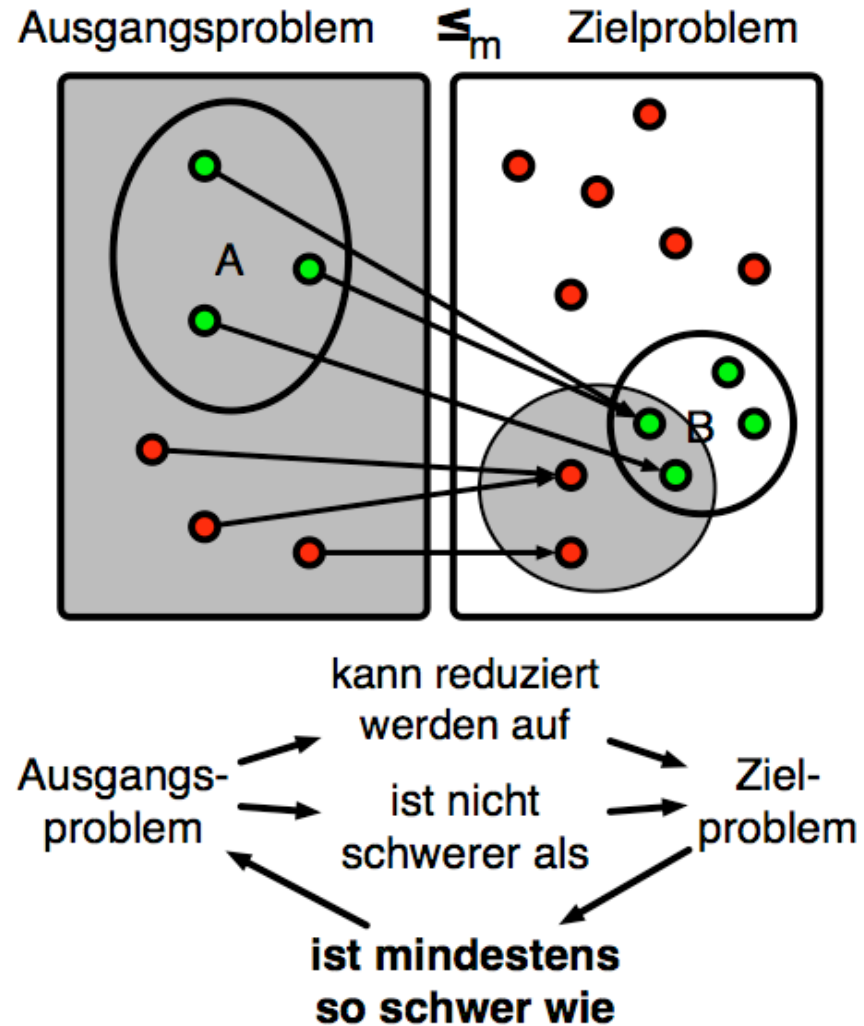 Ausgangsproblem ≤m Zielproblem
A
B
kann reduziert
werden auf
Ausgangs-
problem
ist nicht
schwerer als
Ziel-
problem
ist mindestens
so schwer wie